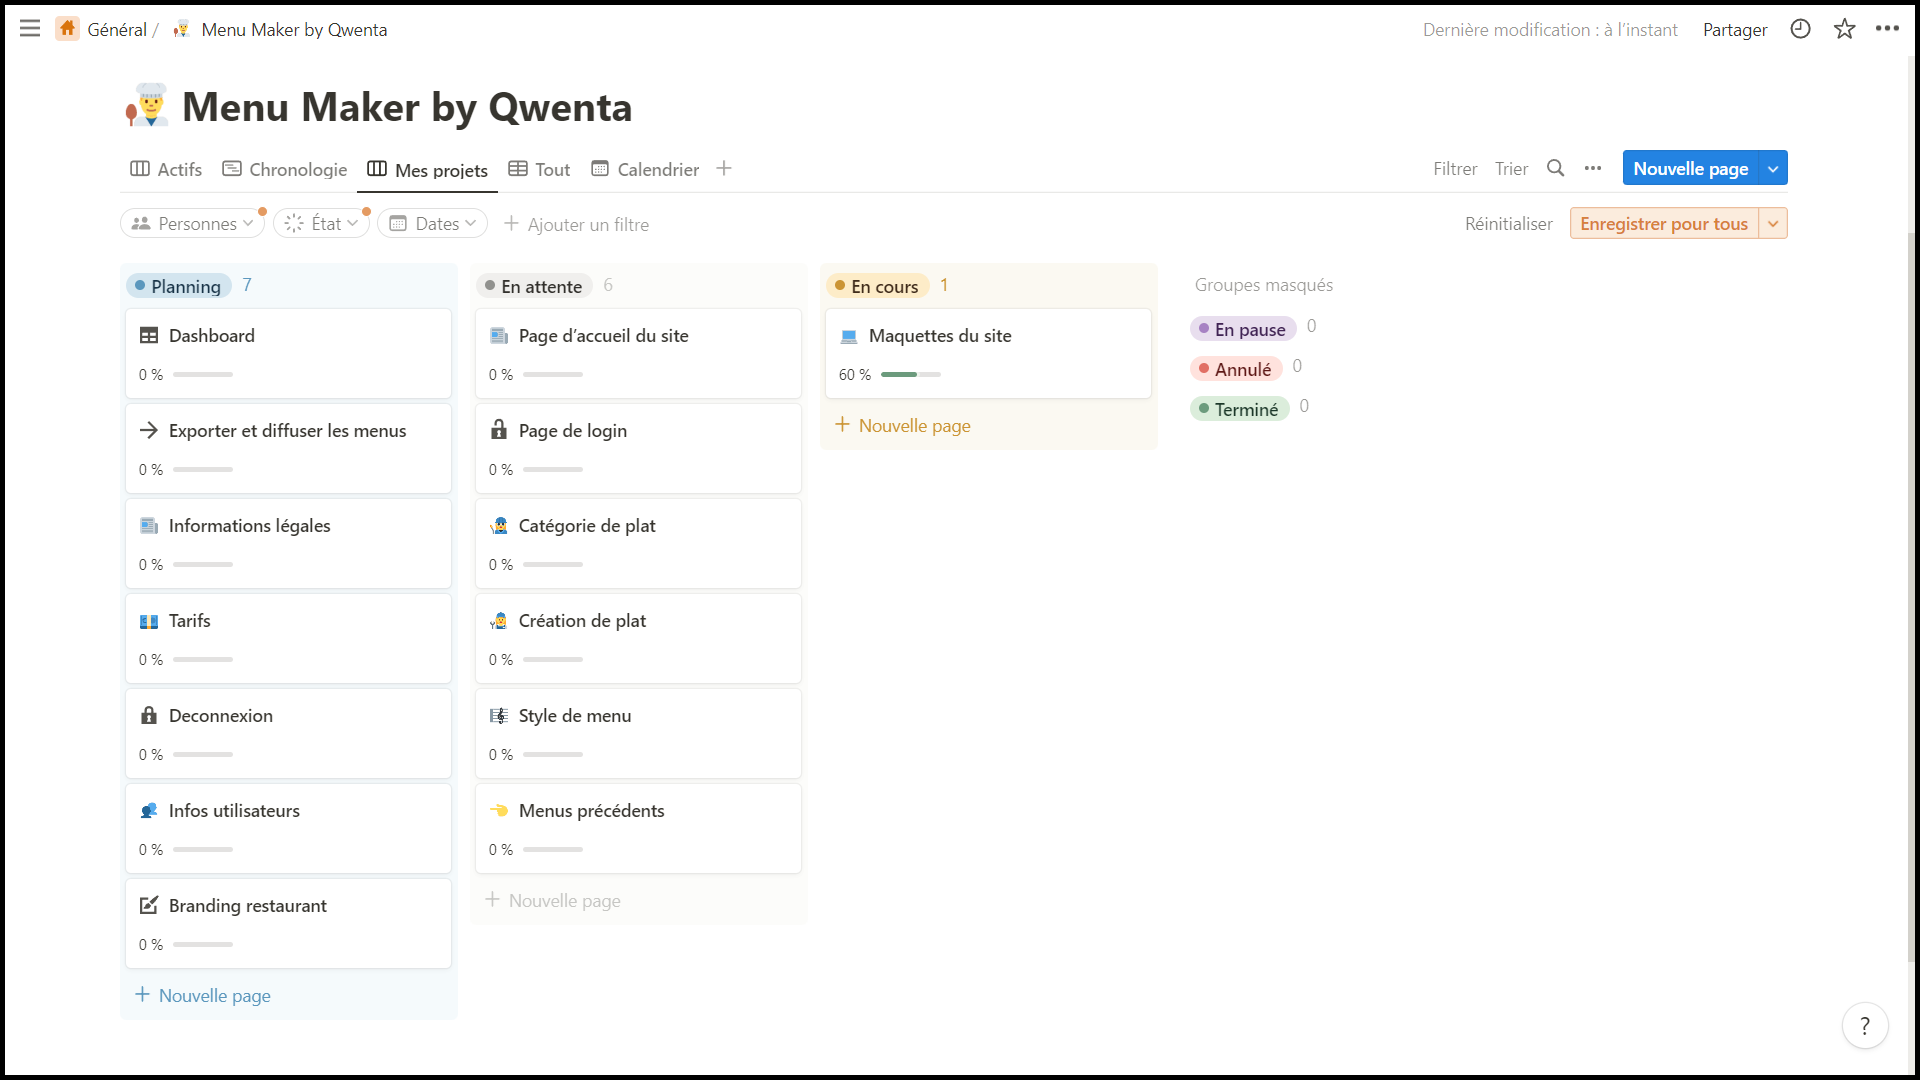 Général / Menu Maker by Qwenta
Dernière modification : à l'instant Partager
Menu Maker by Qwenta
Actifs Chronologie Mes projets Tout Calendrier
Filtrer Trier Nouvelle page
Personnes État Dates Ajouter un filtre
Réinitialiser Enregistrer pour tous
Planning 7
Dashboard
0 %
Exporter et diffuser les menus
0 %
Informations légales
0 %
Tarifs
0 %
Deconnexion
0 %
Infos utilisateurs
0 %
Branding restaurant
0 %
Nouvelle page
En attente 6
Page d’accueil du site
0 %
Page de login
0 %
Catégorie de plat
0 %
Création de plat
0 %
Style de menu
0 %
Menus précédents
0 %
Nouvelle page
En cours 1
Maquettes du site
60 %
Nouvelle page
Groupes masqués
En pause 0
Annulé 0
Terminé 0
?